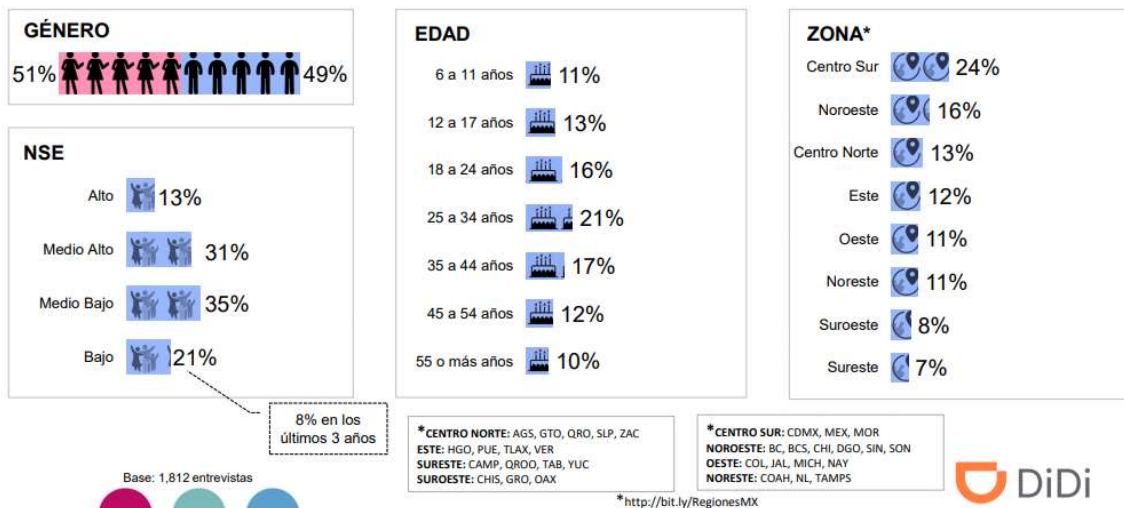 GÉNERO
51%
49%
NSE
Alto
13%
Medio Alto
31%
Medio Bajo
35%
Bajo
21%
8% en los
últimos 3 años
Base: 1,812 entrevistas
EDAD
6 a 11 años
11%
12 a 17 años
13%
18 a 24 años
16%
25 a 34 años
21%
35 a 44 años
17%
45 a 54 años
12%
55 o más años
10%
ZONA*
Centro Sur
24%
Noroeste
16%
Centro Norte
13%
Este
12%
Oeste
11%
Noreste
11%
Suroeste
8%
Sureste
7%
*CENTRO NORTE: AGS, GTO, QRO, SLP, ZAC
ESTE: HGO, PUE, TLAX, VER
SURESTE: CAMP, QROO, TAB, YUC
SUROESTE: CHIS, GRO, OAX
*CENTRO SUR: CDMX, MEX, MOR
NOROESTE: BC, BCS, CHI, DGO, SIN, SON
OESTE: COL, JAL, MICH, NAY
NORESTE: COAH, NL, TAMPS
*http://bit.ly/RegionesMX
DiDi